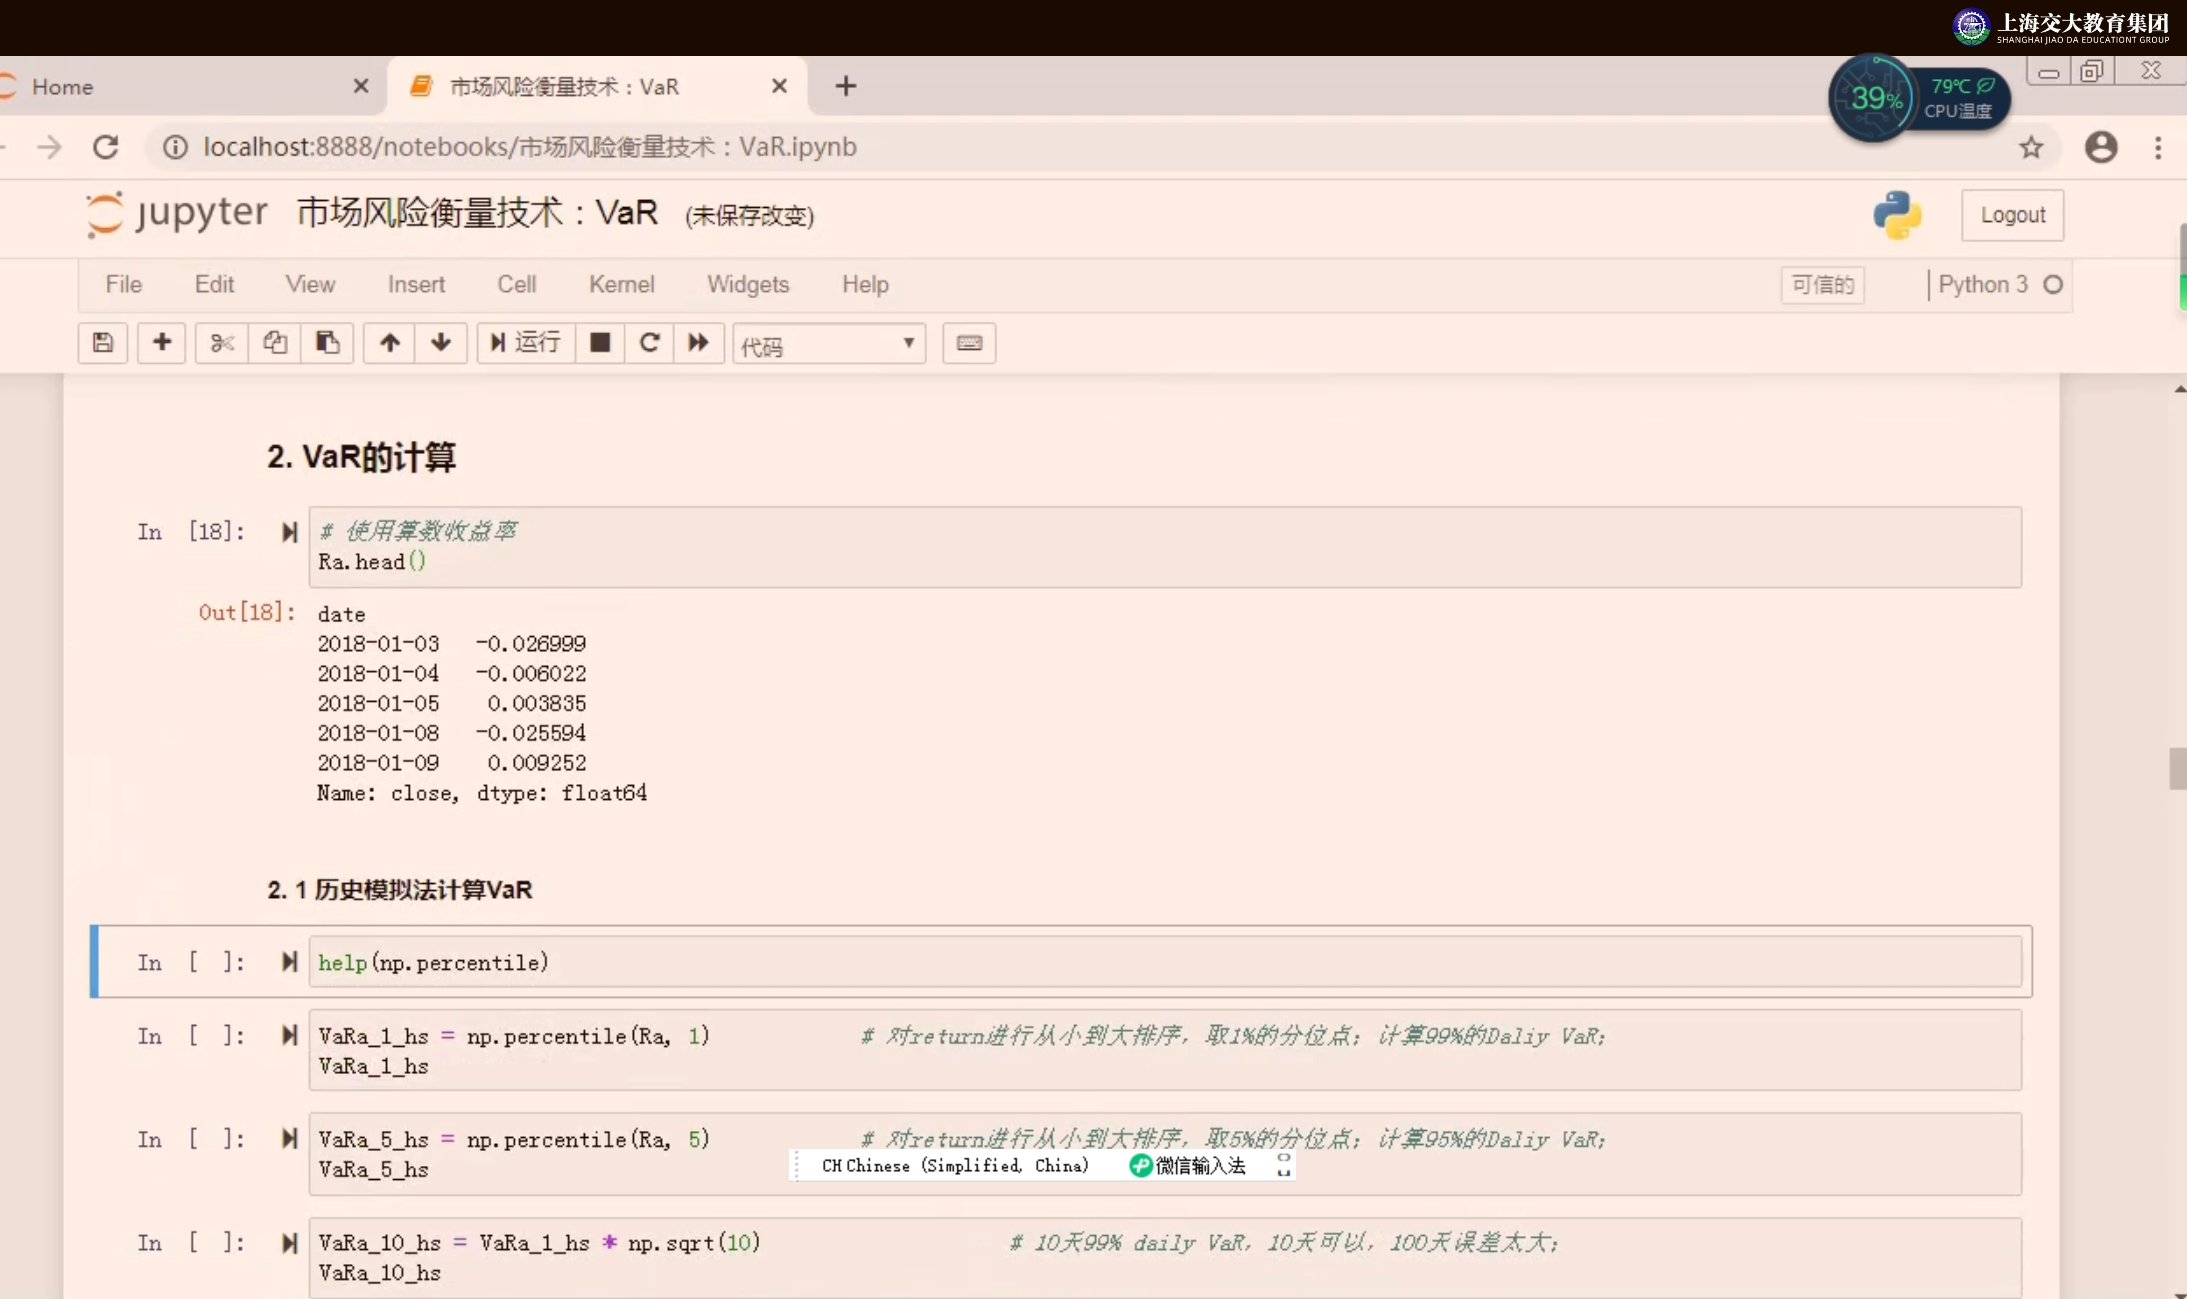 上海交大教育集团
SHANGHAI JIAO DA EDUCATIONT GROUP
Home
市场风险衡量技术：VaR
39%
79℃
CPU温度
localhost:8888/notebooks/市场风险衡量技术：VaR.ipynb
jupyter 市场风险衡量技术：VaR (未保存改变)
Logout
File Edit View Insert Cell Kernel Widgets Help
可信的
Python 3
运行
代码
2. VaR的计算
In [18]: # 使用算数收益率
Ra.head()
Out[18]: date
2018-01-03 -0.026999
2018-01-04 -0.006022
2018-01-05 0.003835
2018-01-08 -0.025594
2018-01-09 0.009252
Name: close, dtype: float64
2. 1 历史模拟法计算VaR
In [ ]: help(np.percentile)
In [ ]: VaRa_1_hs = np.percentile(Ra, 1) # 对return进行从小到大排序，取1%的分位点；计算99%的Daliy VaR;
VaRa_1_hs
In [ ]: VaRa_5_hs = np.percentile(Ra, 5) # 对return进行从小到大排序，取5%的分位点；计算95%的Daliy VaR;
VaRa_5_hs
CH Chinese (Simplified, China) 微信输入法
In [ ]: VaRa_10_hs = VaRa_1_hs * np.sqrt(10) # 10天99% daily VaR，10天可以，100天误差太大;
VaRa_10_hs